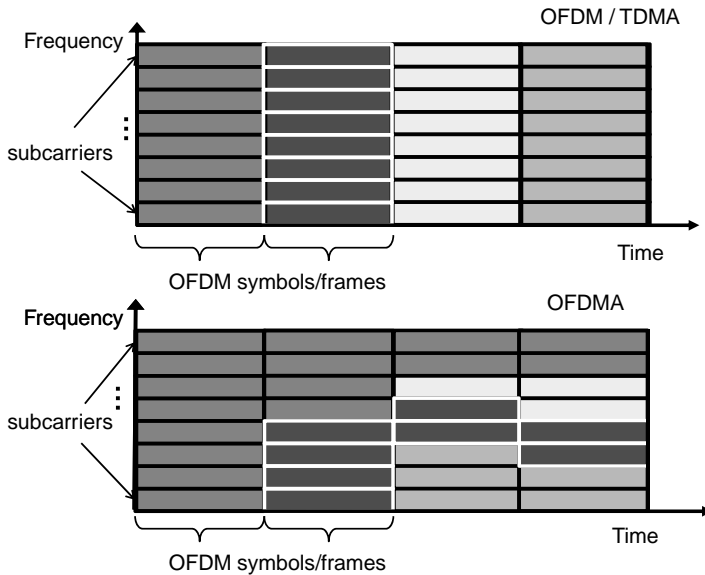 OFDM / TDMA
Frequency
...
subcarriers
Time
OFDM symbols/frames
OFDMA
Frequency
...
subcarriers
Time
OFDM symbols/frames